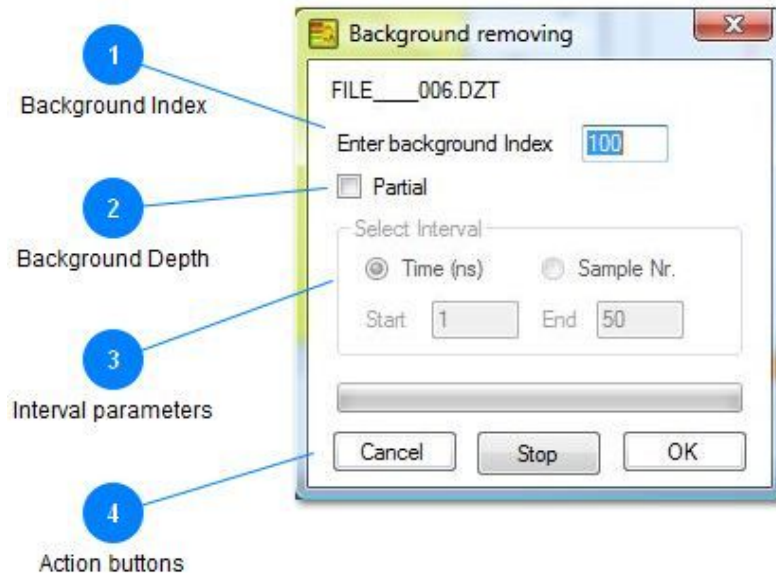 Background removing
1
Background Index
FILE____006.DZT
Enter background Index 100
Partial
2
Background Depth
Select Interval
Time (ns) Sample Nr.
Start 1 End 50
3
Interval parameters
Cancel Stop OK
4
Action buttons